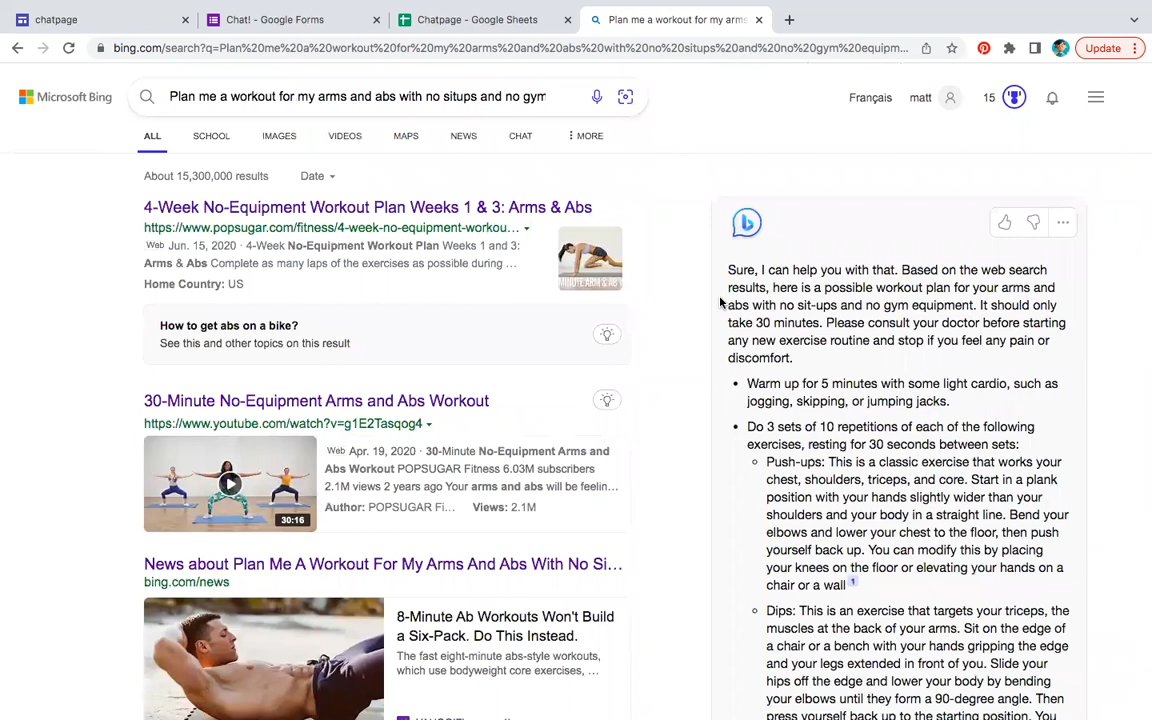 chatpage
Chat! - Google Forms
Chatpage - Google Sheets
Plan me a workout for my arms
bing.com/search?q=Plan%20me%20a%20workout%20for%20my%20arms%20and%20abs%20with%20no%20situps%20and%20no%20gym%20equipm...
Update
Microsoft Bing
Plan me a workout for my arms and abs with no situps and no gym
Français
matt
15
ALL
SCHOOL
IMAGES
VIDEOS
MAPS
NEWS
CHAT
MORE
About 15,300,000 results
Date
4-Week No-Equipment Workout Plan Weeks 1 & 3: Arms & Abs
https://www.popsugar.com/fitness/4-week-no-equipment-workou...
Web Jun. 15, 2020 · 4-Week No-Equipment Workout Plan Weeks 1 and 3:
Arms & Abs Complete as many laps of the exercises as possible during ...
Home Country: US
MINUTE ARM & AB
How to get abs on a bike?
See this and other topics on this result
30-Minute No-Equipment Arms and Abs Workout
https://www.youtube.com/watch?v=g1E2Tasqog4
Web Apr. 19, 2020 · 30-Minute No-Equipment Arms and
Abs Workout POPSUGAR Fitness 6.03M subscribers
2.1M views 2 years ago Your arms and abs will be feelin...
Author: POPSUGAR Fi... Views: 2.1M
30:16
News about Plan Me A Workout For My Arms And Abs With No Si...
bing.com/news
8-Minute Ab Workouts Won't Build
a Six-Pack. Do This Instead.
The fast eight-minute abs-style workouts,
which use bodyweight core exercises, ...
Sure, I can help you with that. Based on the web search
results, here is a possible workout plan for your arms and
abs with no sit-ups and no gym equipment. It should only
take 30 minutes. Please consult your doctor before starting
any new exercise routine and stop if you feel any pain or
discomfort.
• Warm up for 5 minutes with some light cardio, such as
jogging, skipping, or jumping jacks.
• Do 3 sets of 10 repetitions of each of the following
exercises, resting for 30 seconds between sets:
◦ Push-ups: This is a classic exercise that works your
chest, shoulders, triceps, and core. Start in a plank
position with your hands slightly wider than your
shoulders and your body in a straight line. Bend your
elbows and lower your chest to the floor, then push
yourself back up. You can modify this by placing
your knees on the floor or elevating your hands on a
chair or a wall 1
◦ Dips: This is an exercise that targets your triceps, the
muscles at the back of your arms. Sit on the edge of
a chair or a bench with your hands gripping the edge
and your legs extended in front of you. Slide your
hips off the edge and lower your body by bending
your elbows until they form a 90-degree angle. Then
press yourself back up to the starting position. You